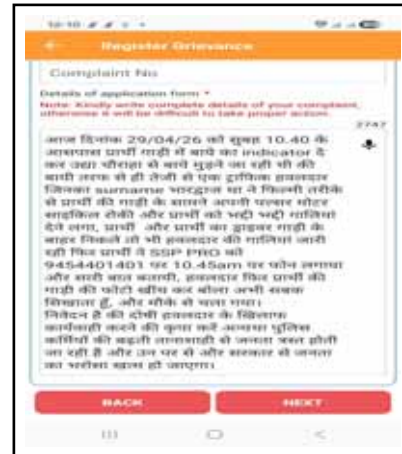 12:10
Register Grievance
Complaint No
Details of application form *
Note: Kindly write complete details of your complaint, otherwise it will be difficult to take proper action.
2747
आज दिनांक 29/04/26 को सुबह 10.40 के
आसपास प्रार्थी गाड़ी में बायें का indicator दे
कर उद्या चौराहा से बायें मुड़ने जा रही थी की
बायीं तरफ से ही तेजी से एक ट्राफिक हवलदार
जिनका surname भारद्वाज था ने फिल्मी तरीके
से प्रार्थी की गाड़ी के सामने अपनी पल्सर मोटर
साइकिल रोकी और प्रार्थी को भद्दी भद्दी गालियां
देने लगा, प्रार्थी और प्रार्थी का ड्राइवर गाड़ी के
बाहर निकले तो भी हवलदार की गालियां जारी
रही फिर प्रार्थी ने SSP PRO को
9454401401 पर 10.45am पर फोन लगाया
और सारी बात बतायी, हवलदार फिर प्रार्थी की
गाड़ी की फोटो खींच कर बोला अभी सबक
सिखाता हूँ, और मौके से चला गया।
निवेदन है की दोषी हवलदार के खिलाफ
कार्यवाही करने की कृपा करें अन्यथा पुलिस
कर्मियों की बढ़ती तानाशाही से जनता त्रस्त होती
जा रही है और उन पर से और सरकार से जनता
का भरोसा खत्म हो जाएगा।
BACK
NEXT